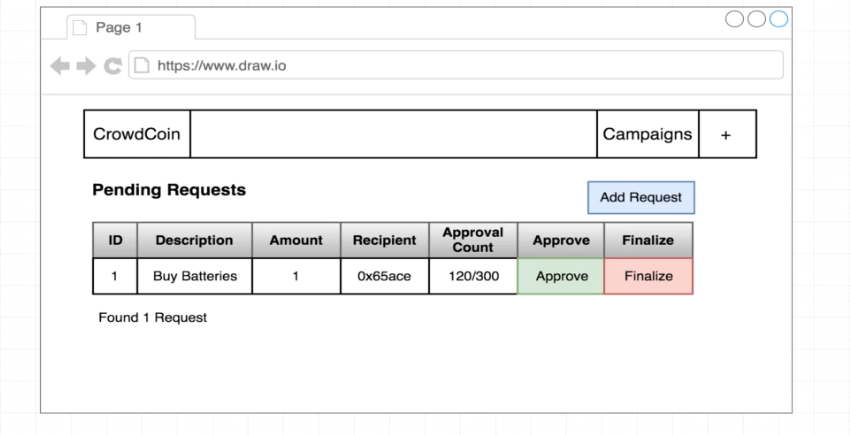 Page 1
https://www.draw.io
CrowdCoin Campaigns +
Pending Requests
Add Request
ID Description Amount Recipient Approval Count Approve Finalize
1 Buy Batteries 1 0x65ace 120/300 Approve Finalize
Found 1 Request